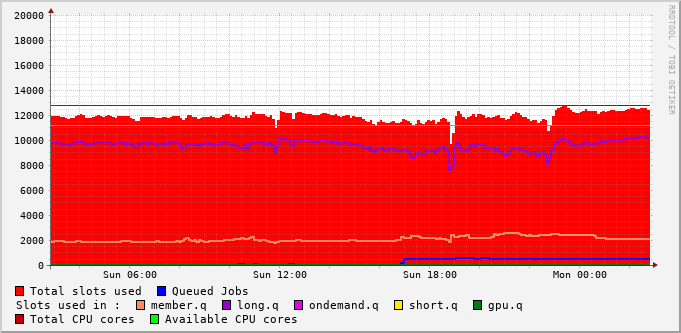 RRDTOOL / TOBI OETIKER
20000
18000
16000
14000
12000
10000
8000
6000
4000
2000
0
Sun 06:00 Sun 12:00 Sun 18:00 Mon 00:00
Total slots used Queued Jobs
Slots used in : member.q long.q ondemand.q short.q gpu.q
Total CPU cores Available CPU cores